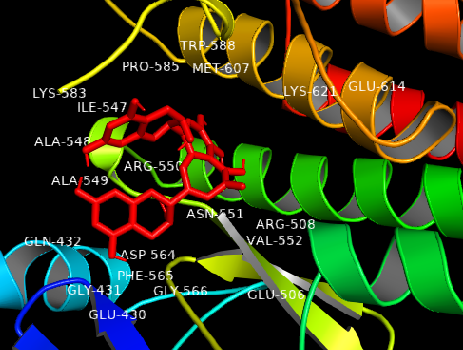 TRP-588
PRO-585
MET-607
LYS-621
GLU-614
LYS-583
ILE-547
ALA-548
ARG-550
ALA-549
ASN-551
ARG-508
VAL-552
GLN-432
ASP-564
PHE-565
GLY-431
GLY-566
GLU-506
GLU-430